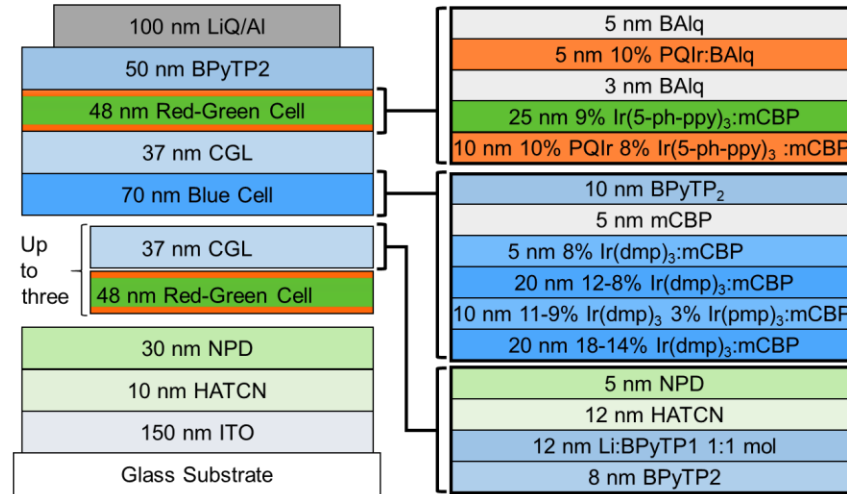 100 nm LiQ/Al
50 nm BPyTP2
48 nm Red-Green Cell
37 nm CGL
70 nm Blue Cell
Up
to
three
37 nm CGL
48 nm Red-Green Cell
30 nm NPD
10 nm HATCN
150 nm ITO
Glass Substrate
5 nm BAlq
5 nm 10% PQIr:BAlq
3 nm BAlq
25 nm 9% Ir(5-ph-ppy)₃:mCBP
10 nm 10% PQIr 8% Ir(5-ph-ppy)₃ :mCBP
10 nm BPyTP₂
5 nm mCBP
5 nm 8% Ir(dmp)₃:mCBP
20 nm 12-8% Ir(dmp)₃:mCBP
10 nm 11-9% Ir(dmp)₃ 3% Ir(pmp)₃:mCBP
20 nm 18-14% Ir(dmp)₃:mCBP
5 nm NPD
12 nm HATCN
12 nm Li:BPyTP1 1:1 mol
8 nm BPyTP2